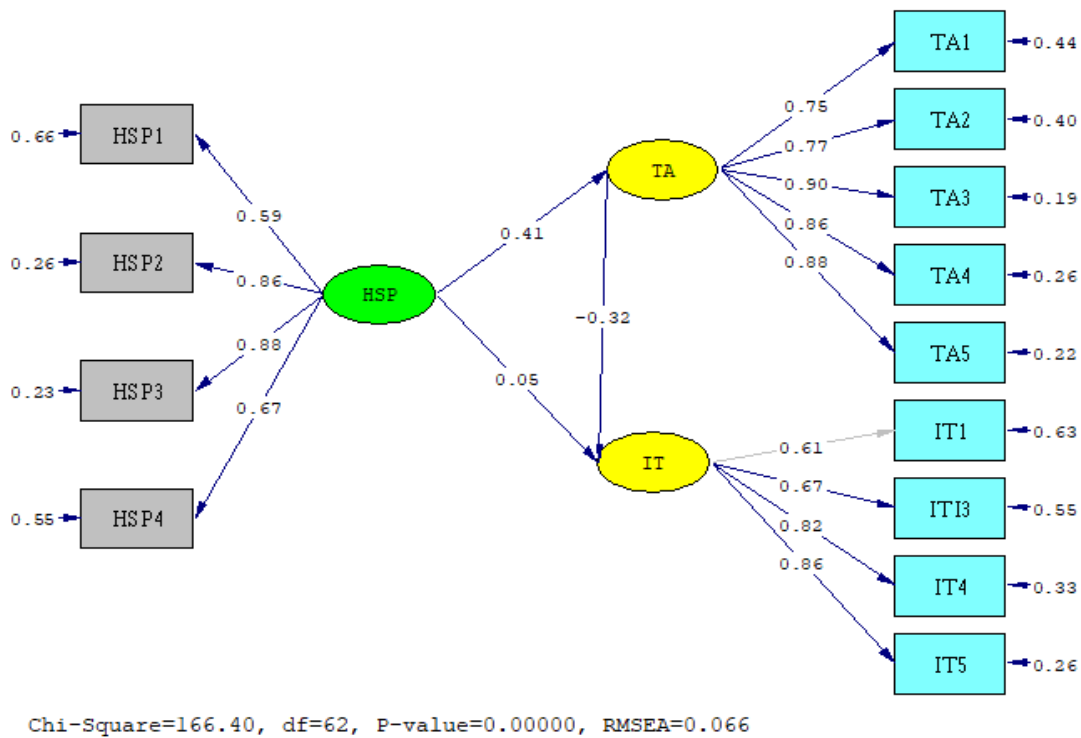 TA1
0.44
HSP1
0.66
0.75
TA2
0.40
0.77
TA
0.90
TA3
0.19
0.59
0.41
0.86
HSP2
0.26
0.86
0.88
TA4
0.26
HSP
-0.32
0.88
TA5
0.22
HSP3
0.23
0.05
0.67
IT1
0.63
0.61
IT
0.67
ITI3
0.55
HSP4
0.55
0.82
0.86
IT4
0.33
IT5
0.26
Chi-Square=166.40, df=62, P-value=0.00000, RMSEA=0.066